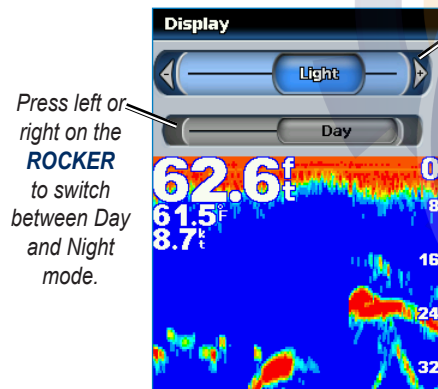 Display
- Light +
Day
Press left or
right on the
ROCKER
to switch
between Day
and Night
mode.
62.6 ft
61.5°F
8.7 kt
0
8
16
24
32